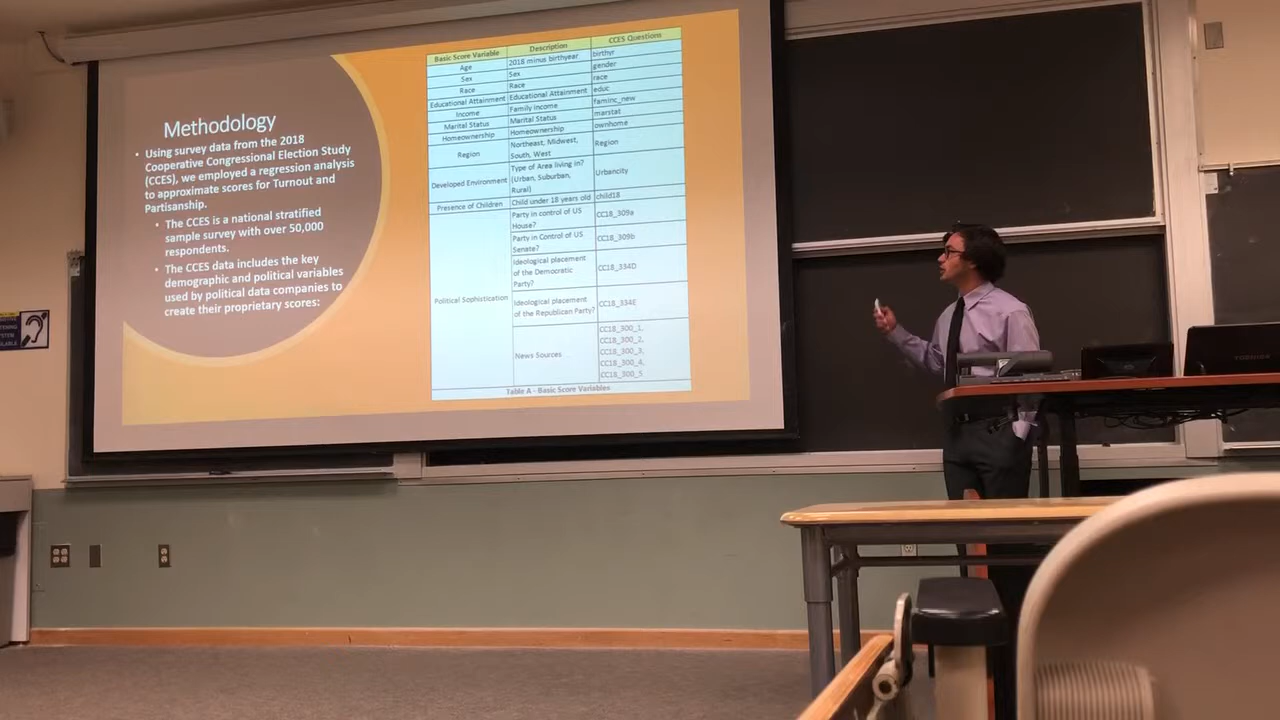 Methodology
• Using survey data from the 2018
Cooperative Congressional Election Study
(CCES), we employed a regression analysis
to approximate scores for Turnout and
Partisanship.
• The CCES is a national stratified
sample survey with over 50,000
respondents.
• The CCES data includes the key
demographic and political variables
used by political data companies to
create their proprietary scores:
Basic Score Variable Description CCES Questions
Age 2018 minus birthyear birthyr
Sex Sex gender
Race Race race
Educational Attainment Educational Attainment educ
Income Family income faminc_new
Marital Status Marital Status marstat
Homeownership Homeownership ownhome
Region Northeast, Midwest, Region
South, West
Developed Environment Type of Area living in? Urbancity
(Urban, Suburban,
Rural)
Presence of Children Child under 18 years old child18
Political Sophistication
Party in control of US CC18_309a
House?
Party in Control of US CC18_309b
Senate?
Ideological placement CC18_334D
of the Democratic
Party?
Ideological placement CC18_334E
of the Republican Party?
News Sources
CC18_300_1,
CC18_300_2,
CC18_300_3,
CC18_300_4,
CC18_300_5
Table A - Basic Score Variables
TOSHIBA